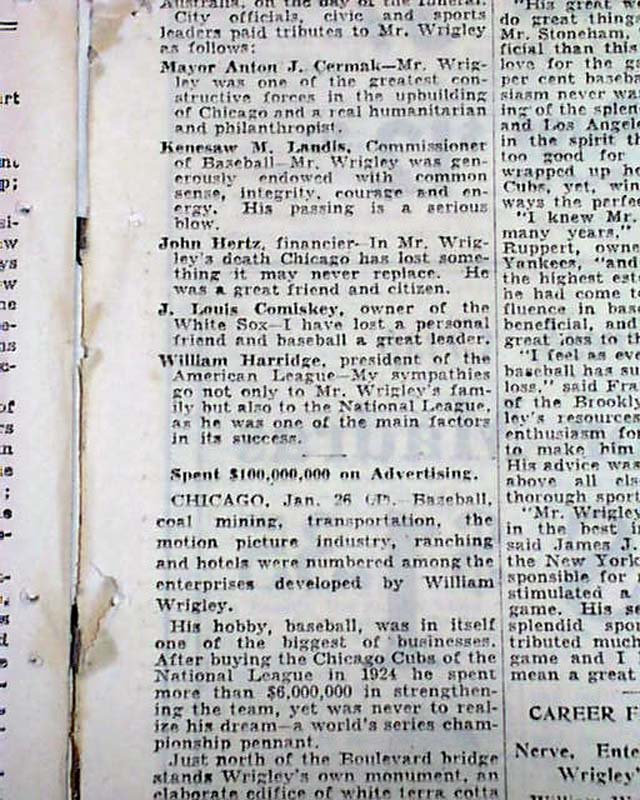 Australia, on the day of the funeral.
City officials, civic and sports
leaders paid tributes to Mr. Wrigley
as follows:
Mayor Anton J. Cermak—Mr. Wrig-
ley was one of the greatest con-
structive forces in the upbuilding
of Chicago and a real humanitarian
and philanthropist.
Kenesaw M. Landis, Commissioner
of Baseball—Mr. Wrigley was gen-
erously endowed with common
sense, integrity, courage and en-
ergy. His passing is a serious
blow.
John Hertz, financier—In Mr. Wrig-
ley's death Chicago has lost some-
thing it may never replace. He
was a great friend and citizen.
J. Louis Comiskey, owner of the
White Sox—I have lost a personal
friend and baseball a great leader.
William Harridge, president of the
American League—My sympathies
go not only to Mr. Wrigley's fam-
ily but also to the National League,
as he was one of the main factors
in its success.
Spent $100,000,000 on Advertising.
CHICAGO, Jan. 26 (P).—Baseball,
coal mining, transportation, the
motion picture industry, ranching
and hotels were numbered among the
enterprises developed by William
Wrigley.
His hobby, baseball, was in itself
one of the biggest of businesses.
After buying the Chicago Cubs of the
National League in 1924 he spent
more than $6,000,000 in strengthen-
ing the team, yet was never to real-
ize his dream—a world's series cham-
pionship pennant.
Just north of the Boulevard bridge
stands Wrigley's own monument, an
elaborate edifice of white terra cotta
"His great w
do great things
Mr. Stoneham,
ficial than this
love for the ga
per cent baseba
siasm never wa
ing of the splen
and Los Angele
in the spirit th
too good for
wrapped up he
Cubs, yet, win
ways the perfe
"I knew Mr.
many years,"
Ruppert, owne
Yankees, "and
the highest est
he had come t
fluence in base
beneficial, and
great loss to th
"I feel as eve
baseball has su
loss," said Fra
of the Brookly
ley's resources
enthusiasm for
to make him
His advice was
above all els
thorough sport
"Mr. Wrigley
in the best i
said James J.
the New York
sponsible for
stimulated a
game. His se
splendid spor
tributed much
game and I
mean a great
CAREER F
Nerve, Ente
Wrigley'